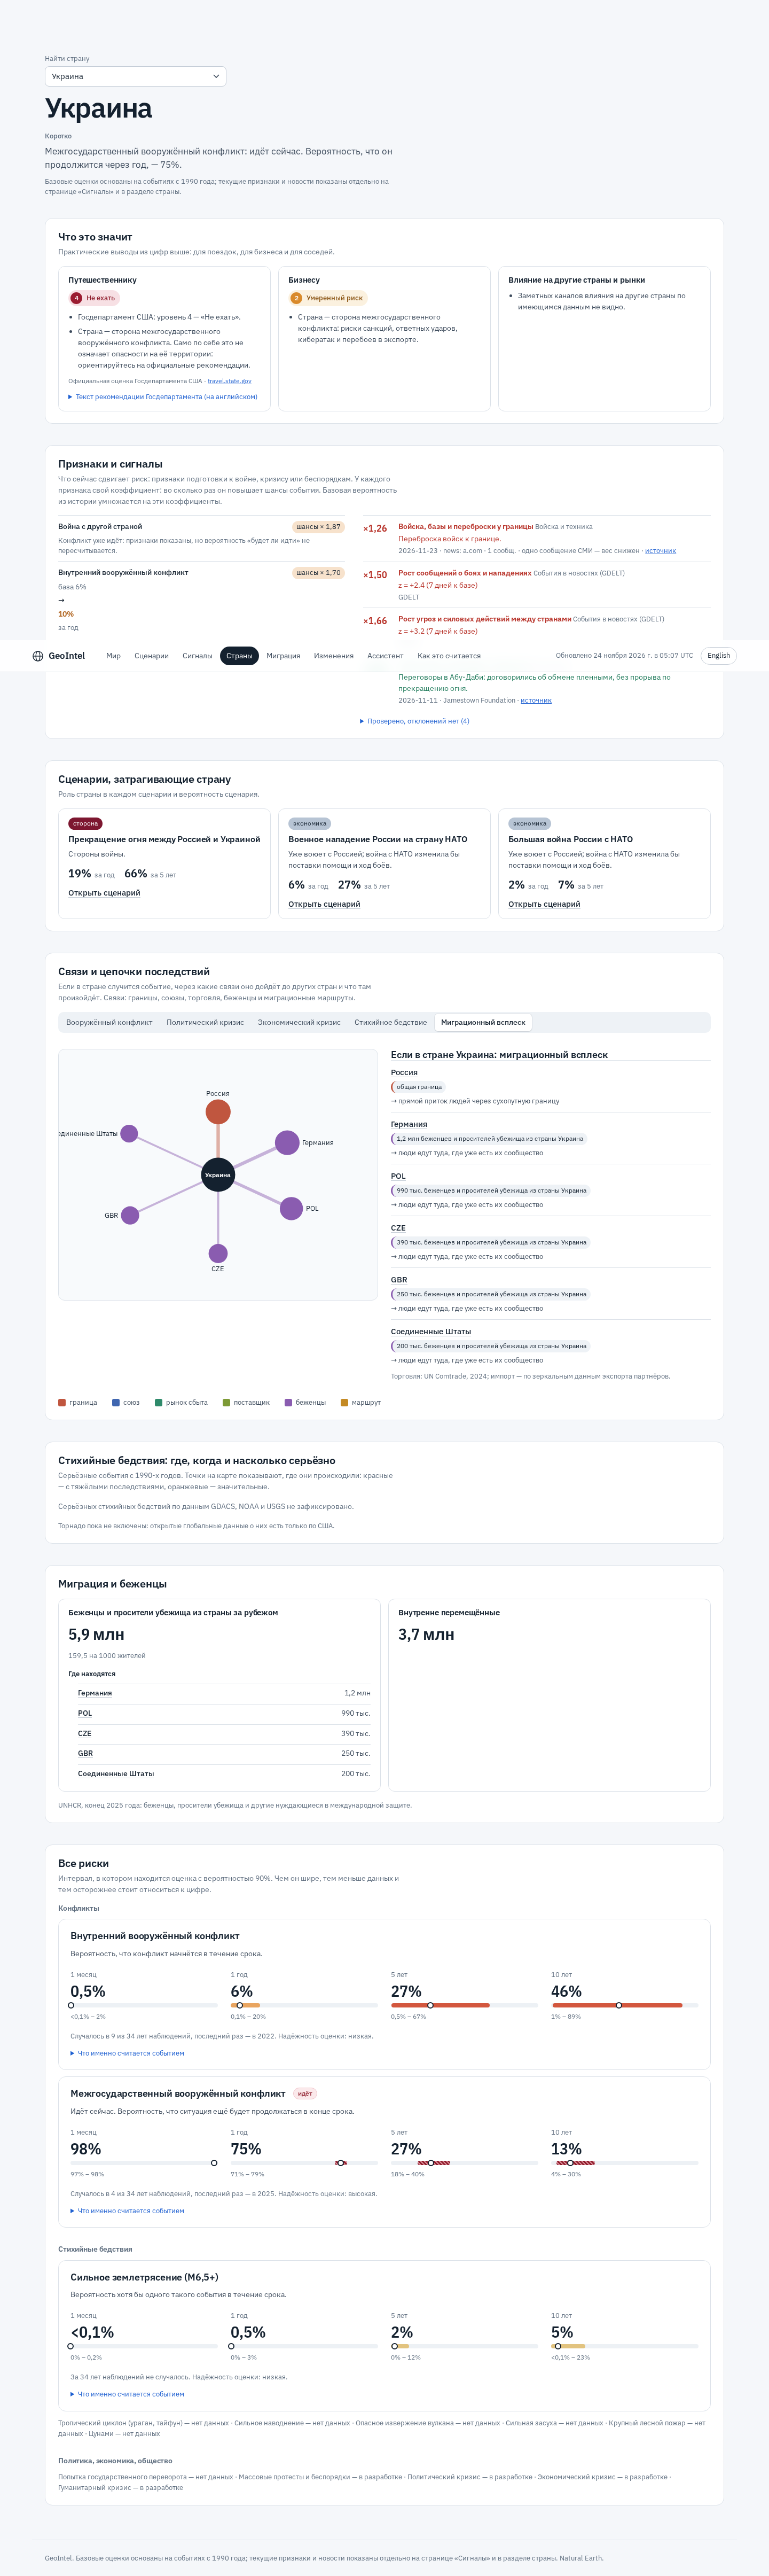 Найти страну
Украина
Украина
Коротко
Межгосударственный вооружённый конфликт: идёт сейчас. Вероятность, что он
продолжится через год, — 75%.
Базовые оценки основаны на событиях с 1990 года; текущие признаки и новости показаны отдельно на
странице «Сигналы» и в разделе страны.
Что это значит
Практические выводы из цифр выше: для поездок, для бизнеса и для соседей.
Путешественнику
4 Не ехать
Госдепартамент США: уровень 4 — «Не ехать».
Страна — сторона межгосударственного
вооружённого конфликта. Само по себе это не
означает опасности на её территории:
ориентируйтесь на официальные рекомендации.
Официальная оценка Госдепартамента США · travel.state.gov
Текст рекомендации Госдепартамента (на английском)
Бизнесу
2 Умеренный риск
Страна — сторона межгосударственного
конфликта: риски санкций, ответных ударов,
кибератак и перебоев в экспорте.
Влияние на другие страны и рынки
Заметных каналов влияния на другие страны по
имеющимся данным не видно.
Признаки и сигналы
Что сейчас сдвигает риск: признаки подготовки к войне, кризису или беспорядкам. У каждого
признака свой коэффициент: во сколько раз он повышает шансы события. Базовая вероятность
из истории умножается на эти коэффициенты.
Война с другой страной
шансы × 1,87
Конфликт уже идёт: признаки показаны, но вероятность «будет ли идти» не
пересчитывается.
Внутренний вооружённый конфликт
шансы × 1,70
база 6%
→
10%
за год
×1,26
Войска, базы и переброски у границы Войска и техника
Переброска войск к границе.
2026-11-23 · news: a.com · 1 сообщ. · одно сообщение СМИ — вес снижен · источник
×1,50
Рост сообщений о боях и нападениях События в новостях (GDELT)
z = +2.4 (7 дней к базе)
GDELT
×1,66
Рост угроз и силовых действий между странами События в новостях (GDELT)
z = +3.2 (7 дней к базе)
GeoIntel
Мир
Сценарии
Сигналы
Страны
Миграция
Изменения
Ассистент
Как это считается
Обновлено 24 ноября 2026 г. в 05:07 UTC
English
Переговоры в Абу-Даби: договорились об обмене пленными, без прорыва по
прекращению огня.
2026-11-11 · Jamestown Foundation · источник
Проверено, отклонений нет (4)
Сценарии, затрагивающие страну
Роль страны в каждом сценарии и вероятность сценария.
сторона
Прекращение огня между Россией и Украиной
Стороны войны.
19% за год 66% за 5 лет
Открыть сценарий
экономика
Военное нападение России на страну НАТО
Уже воюет с Россией; война с НАТО изменила бы
поставки помощи и ход боёв.
6% за год 27% за 5 лет
Открыть сценарий
экономика
Большая война России с НАТО
Уже воюет с Россией; война с НАТО изменила бы
поставки помощи и ход боёв.
2% за год 7% за 5 лет
Открыть сценарий
Связи и цепочки последствий
Если в стране случится событие, через какие связи оно дойдёт до других стран и что там
произойдёт. Связи: границы, союзы, торговля, беженцы и миграционные маршруты.
Вооружённый конфликт
Политический кризис
Экономический кризис
Стихийное бедствие
Миграционный всплеск
Россия
единенные Штаты
Германия
Украина
GBR
POL
CZE
Если в стране Украина: миграционный всплеск
Россия
общая граница
→ прямой приток людей через сухопутную границу
Германия
1,2 млн беженцев и просителей убежища из страны Украина
→ люди едут туда, где уже есть их сообщество
POL
990 тыс. беженцев и просителей убежища из страны Украина
→ люди едут туда, где уже есть их сообщество
CZE
390 тыс. беженцев и просителей убежища из страны Украина
→ люди едут туда, где уже есть их сообщество
GBR
250 тыс. беженцев и просителей убежища из страны Украина
→ люди едут туда, где уже есть их сообщество
Соединенные Штаты
200 тыс. беженцев и просителей убежища из страны Украина
→ люди едут туда, где уже есть их сообщество
Торговля: UN Comtrade, 2024; импорт — по зеркальным данным экспорта партнёров.
граница
союз
рынок сбыта
поставщик
беженцы
маршрут
Стихийные бедствия: где, когда и насколько серьёзно
Серьёзные события с 1990-х годов. Точки на карте показывают, где они происходили: красные
— с тяжёлыми последствиями, оранжевые — значительные.
Серьёзных стихийных бедствий по данным GDACS, NOAA и USGS не зафиксировано.
Торнадо пока не включены: открытые глобальные данные о них есть только по США.
Миграция и беженцы
Беженцы и просители убежища из страны за рубежом
5,9 млн
159,5 на 1000 жителей
Где находятся
Германия 1,2 млн
POL 990 тыс.
CZE 390 тыс.
GBR 250 тыс.
Соединенные Штаты 200 тыс.
Внутренне перемещённые
3,7 млн
UNHCR, конец 2025 года: беженцы, просители убежища и другие нуждающиеся в международной защите.
Все риски
Интервал, в котором находится оценка с вероятностью 90%. Чем он шире, тем меньше данных и
тем осторожнее стоит относиться к цифре.
Конфликты
Внутренний вооружённый конфликт
Вероятность, что конфликт начнётся в течение срока.
1 месяц 1 год 5 лет 10 лет
0,5% 6% 27% 46%
<0,1% – 2% 0,1% – 20% 0,5% – 67% 1% – 89%
Случалось в 9 из 34 лет наблюдений, последний раз — в 2022. Надёжность оценки: низкая.
Что именно считается событием
Межгосударственный вооружённый конфликт идёт
Идёт сейчас. Вероятность, что ситуация ещё будет продолжаться в конце срока.
1 месяц 1 год 5 лет 10 лет
98% 75% 27% 13%
97% – 98% 71% – 79% 18% – 40% 4% – 30%
Случалось в 4 из 34 лет наблюдений, последний раз — в 2025. Надёжность оценки: высокая.
Что именно считается событием
Стихийные бедствия
Сильное землетрясение (M6,5+)
Вероятность хотя бы одного такого события в течение срока.
1 месяц 1 год 5 лет 10 лет
<0,1% 0,5% 2% 5%
0% – 0,2% 0% – 3% 0% – 12% <0,1% – 23%
За 34 лет наблюдений не случалось. Надёжность оценки: низкая.
Что именно считается событием
Тропический циклон (ураган, тайфун) — нет данных · Сильное наводнение — нет данных · Опасное извержение вулкана — нет данных · Сильная засуха — нет данных · Крупный лесной пожар — нет
данных · Цунами — нет данных
Политика, экономика, общество
Попытка государственного переворота — нет данных · Массовые протесты и беспорядки — в разработке · Политический кризис — в разработке · Экономический кризис — в разработке ·
Гуманитарный кризис — в разработке
GeoIntel. Базовые оценки основаны на событиях с 1990 года; текущие признаки и новости показаны отдельно на странице «Сигналы» и в разделе страны. Natural Earth.